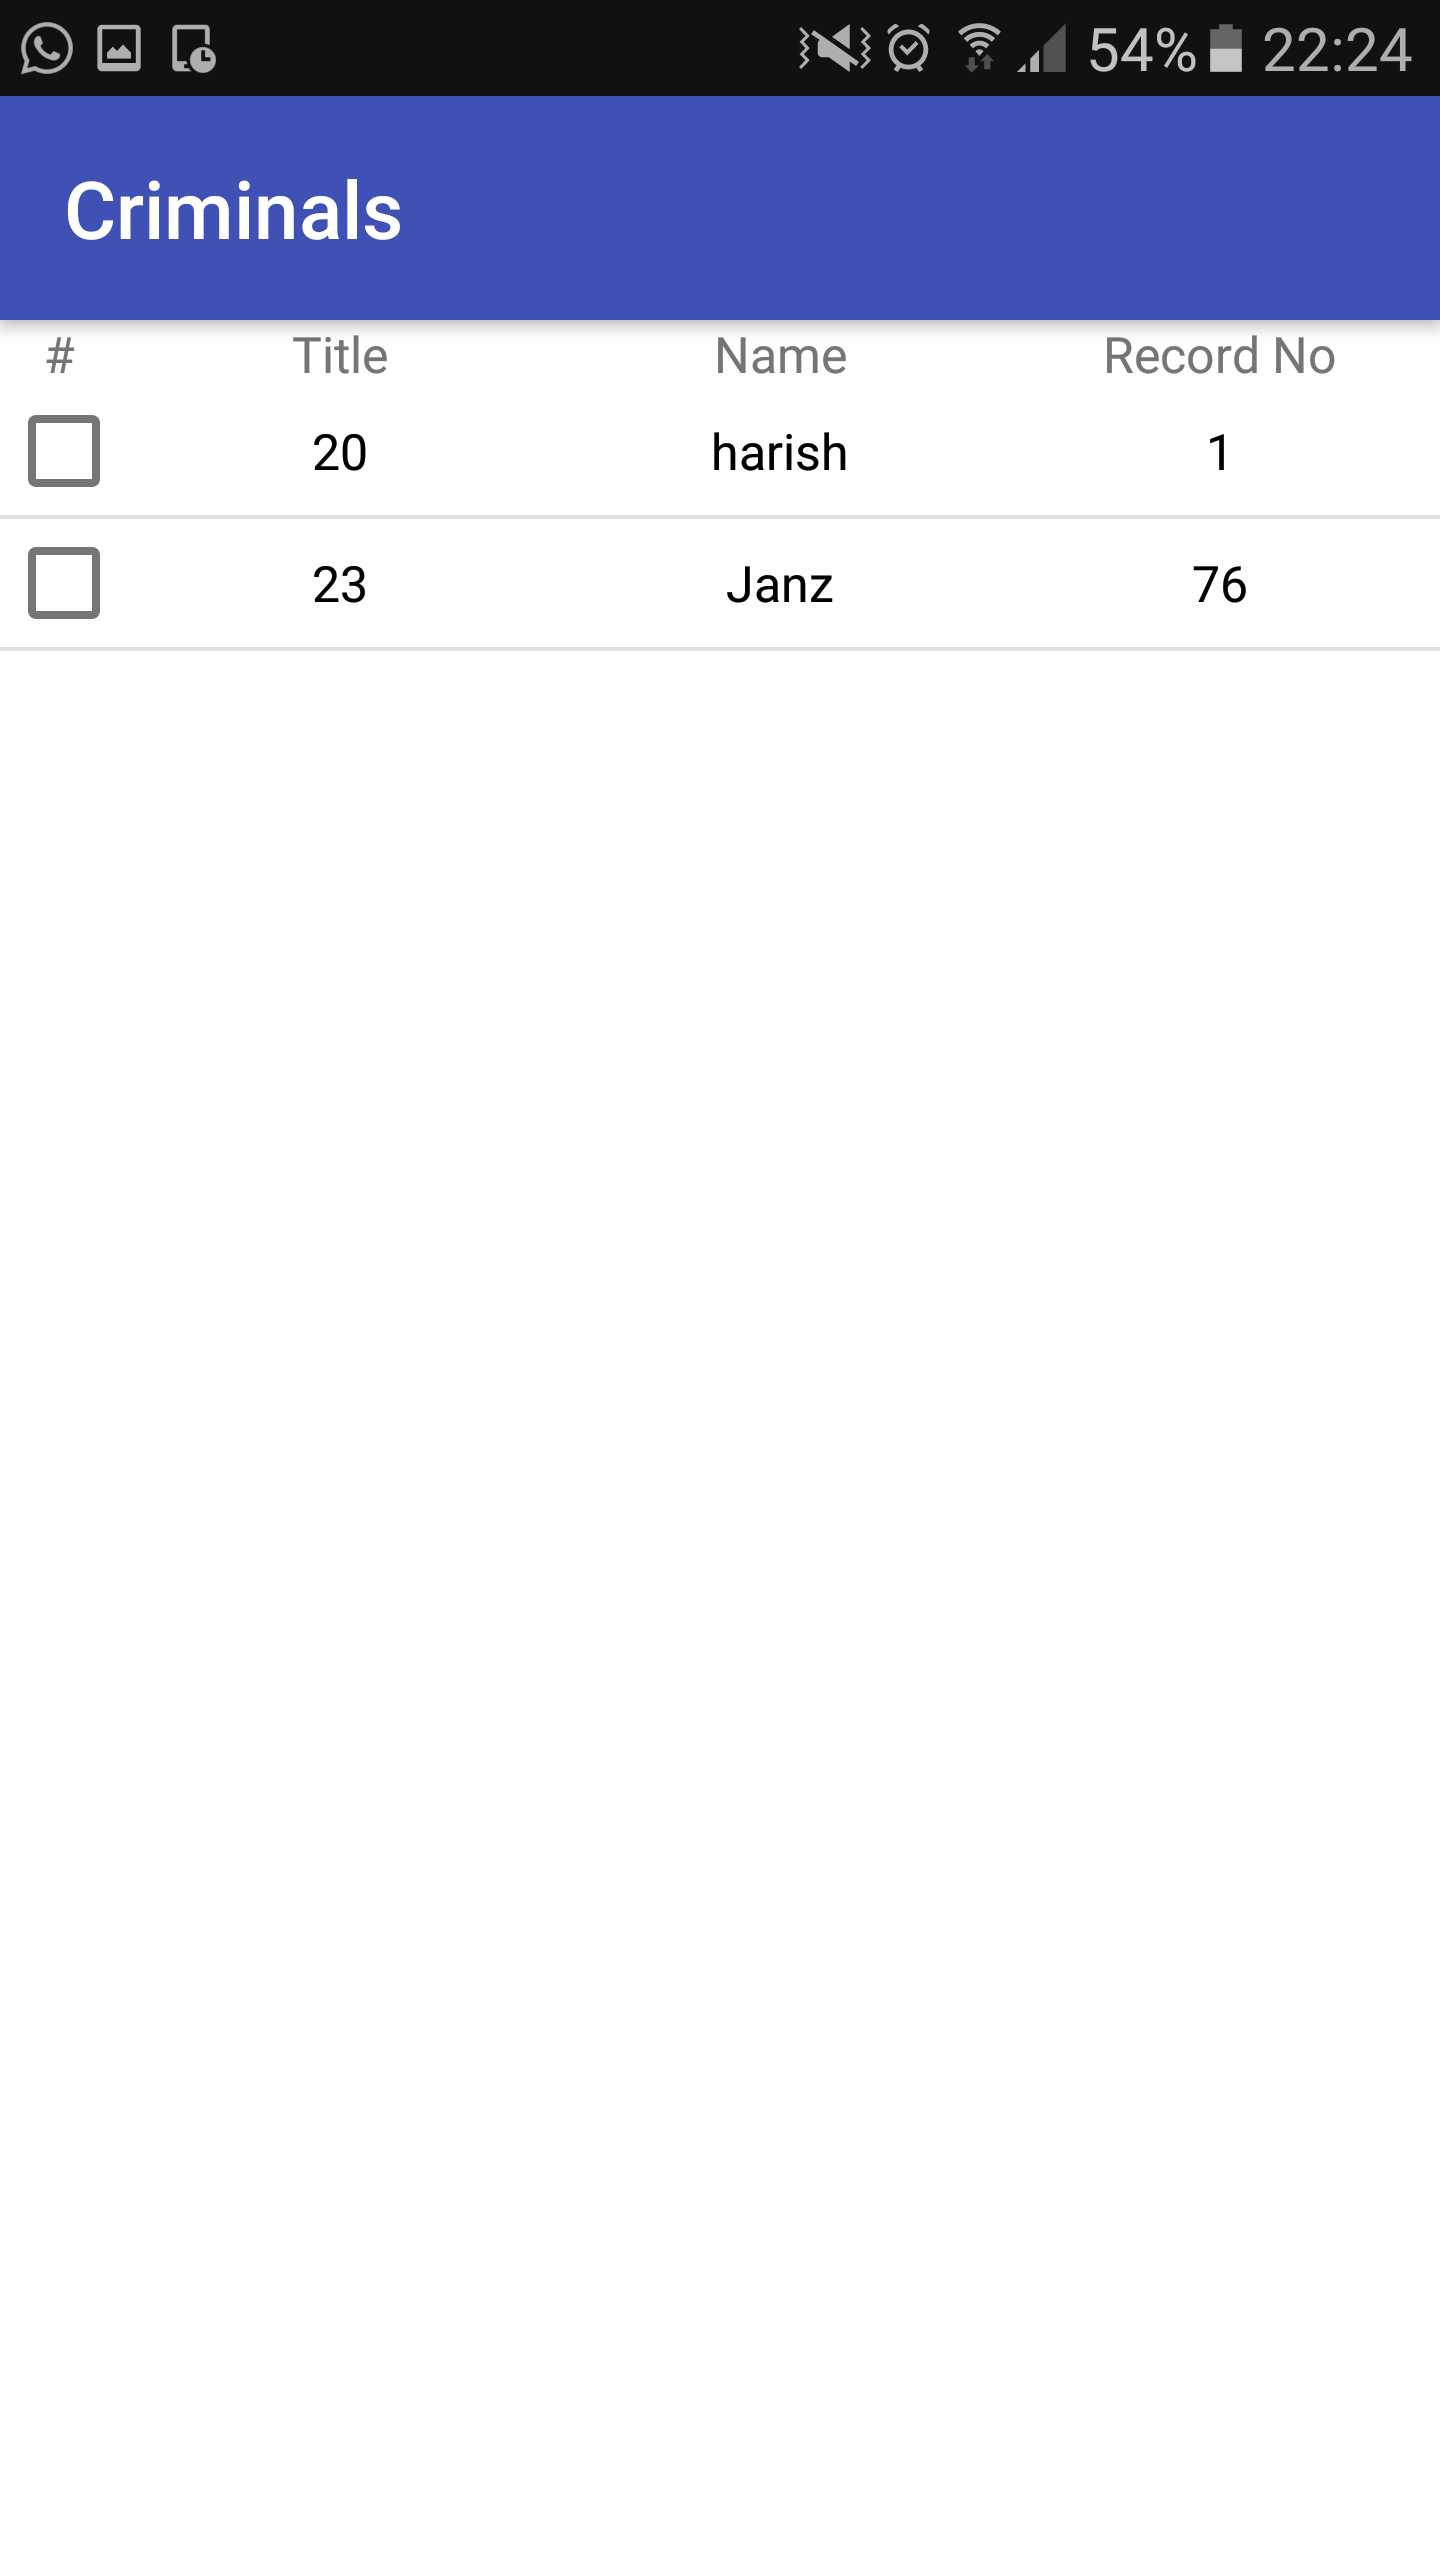 54% 22:24
Criminals
# Title Name Record No
20 harish 1
23 Janz 76